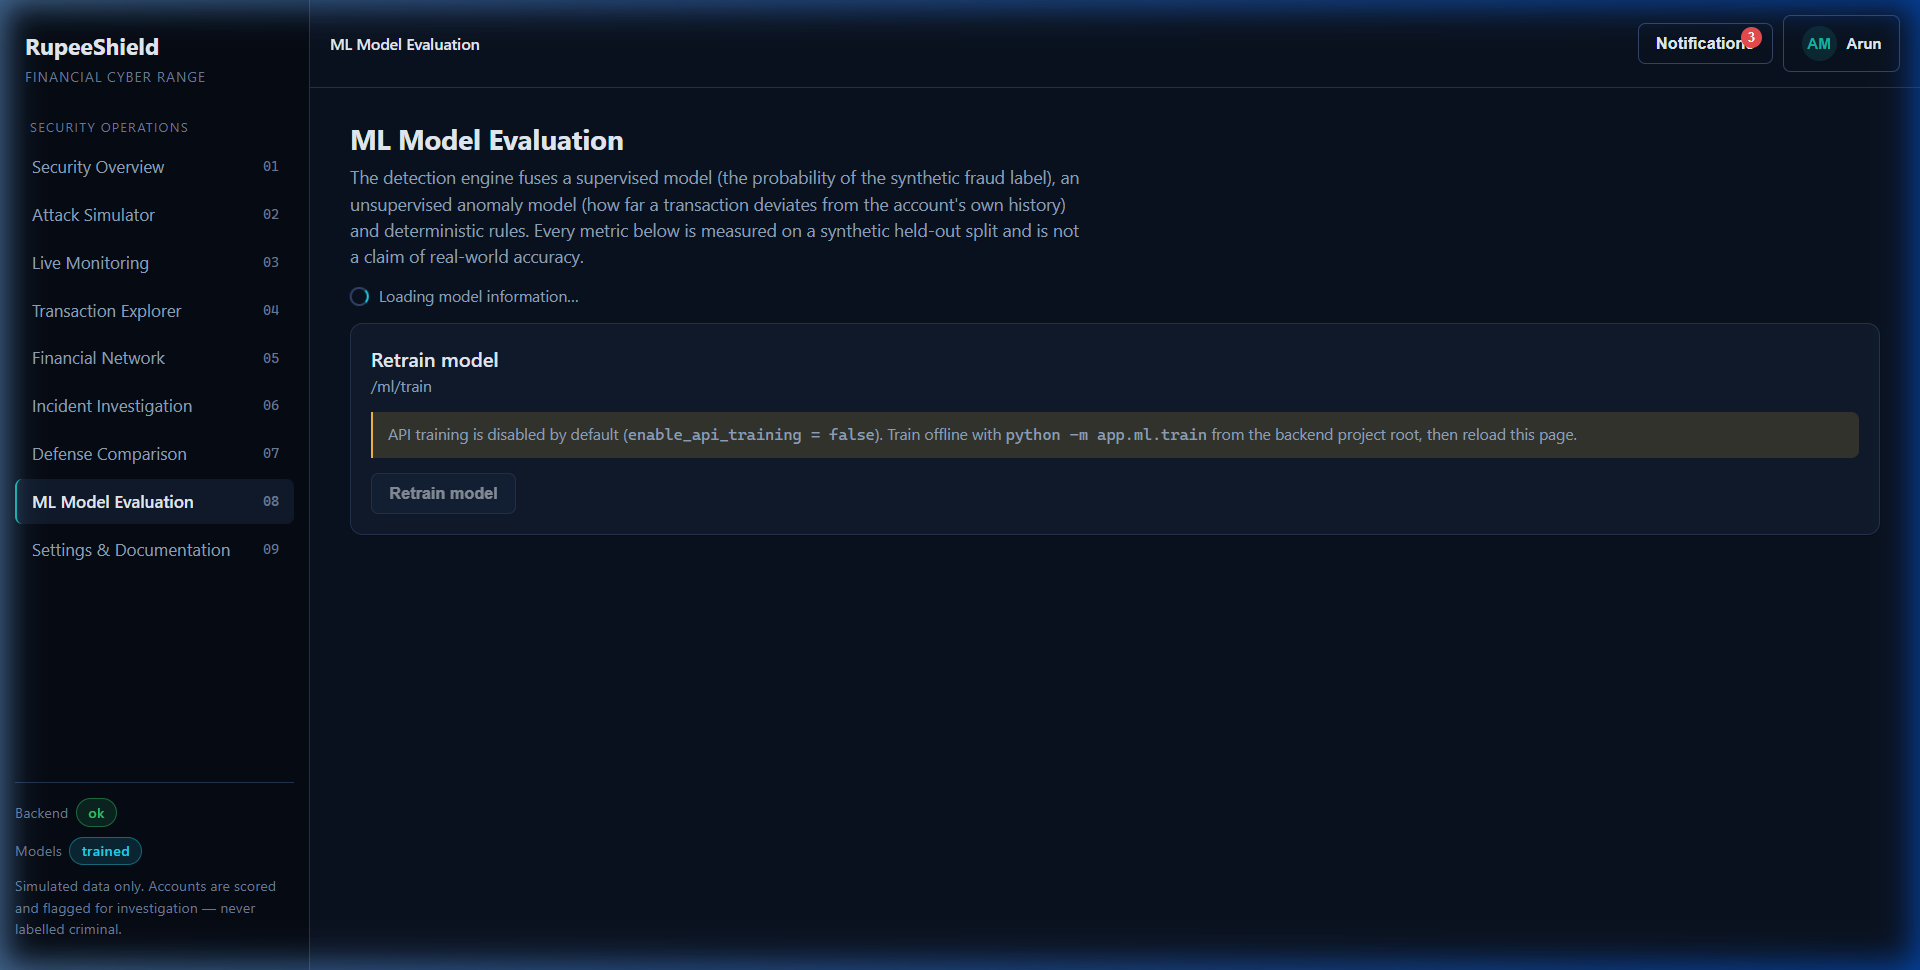 RupeeShield
FINANCIAL CYBER RANGE
SECURITY OPERATIONS
Security Overview 01
Attack Simulator 02
Live Monitoring 03
Transaction Explorer 04
Financial Network 05
Incident Investigation 06
Defense Comparison 07
ML Model Evaluation 08
Settings & Documentation 09
Backend ok
Models trained
Simulated data only. Accounts are scored
and flagged for investigation — never
labelled criminal.
ML Model Evaluation
Notifications 3
AM Arun
ML Model Evaluation
The detection engine fuses a supervised model (the probability of the synthetic fraud label), an
unsupervised anomaly model (how far a transaction deviates from the account's own history)
and deterministic rules. Every metric below is measured on a synthetic held-out split and is not
a claim of real-world accuracy.
Loading model information...
Retrain model
/ml/train
API training is disabled by default (enable_api_training = false). Train offline with python -m app.ml.train from the backend project root, then reload this page.
Retrain model